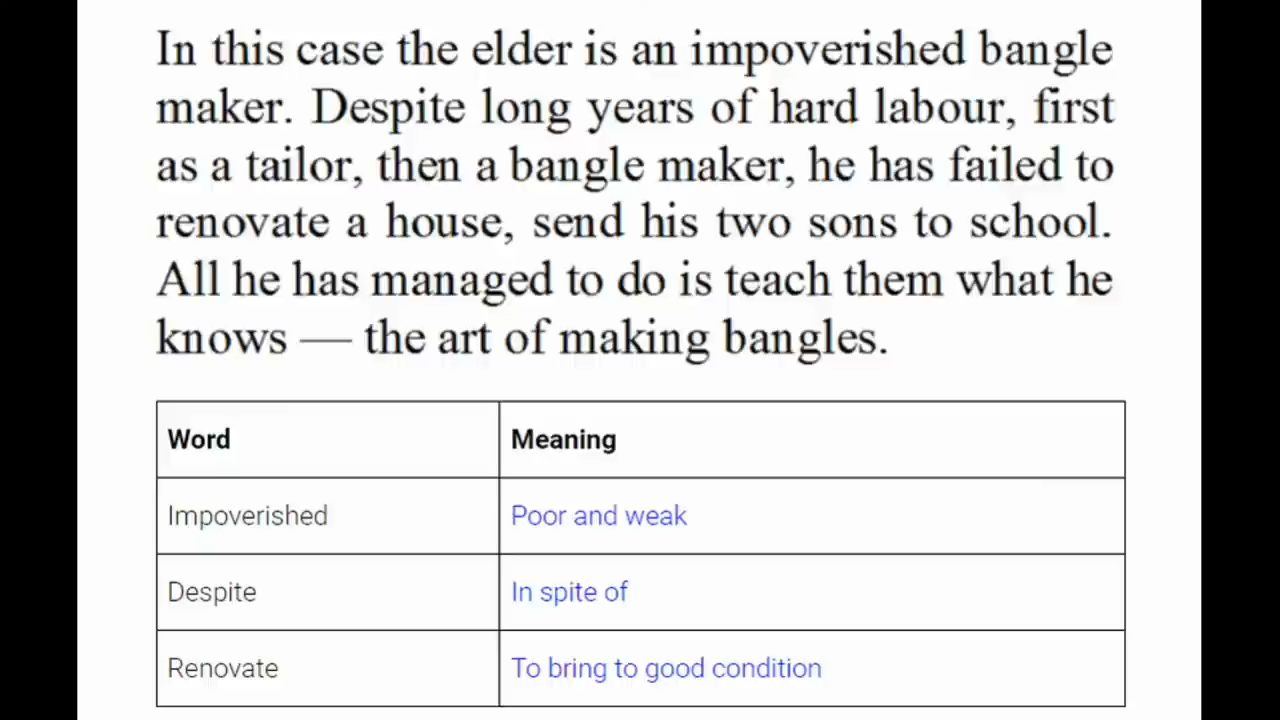 In this case the elder is an impoverished bangle
maker. Despite long years of hard labour, first
as a tailor, then a bangle maker, he has failed to
renovate a house, send his two sons to school.
All he has managed to do is teach them what he
knows — the art of making bangles.
Word Meaning
Impoverished Poor and weak
Despite In spite of
Renovate To bring to good condition